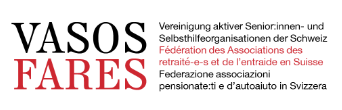 VASOS
FARES
Vereinigung aktiver Senior:innen- und
Selbsthilfeorganisationen der Schweiz
Fédération des Associations des
retraité-e-s et de l'entraide en Suisse
Federazione associazioni
pensionate:ti e d'autoaiuto in Svizzera